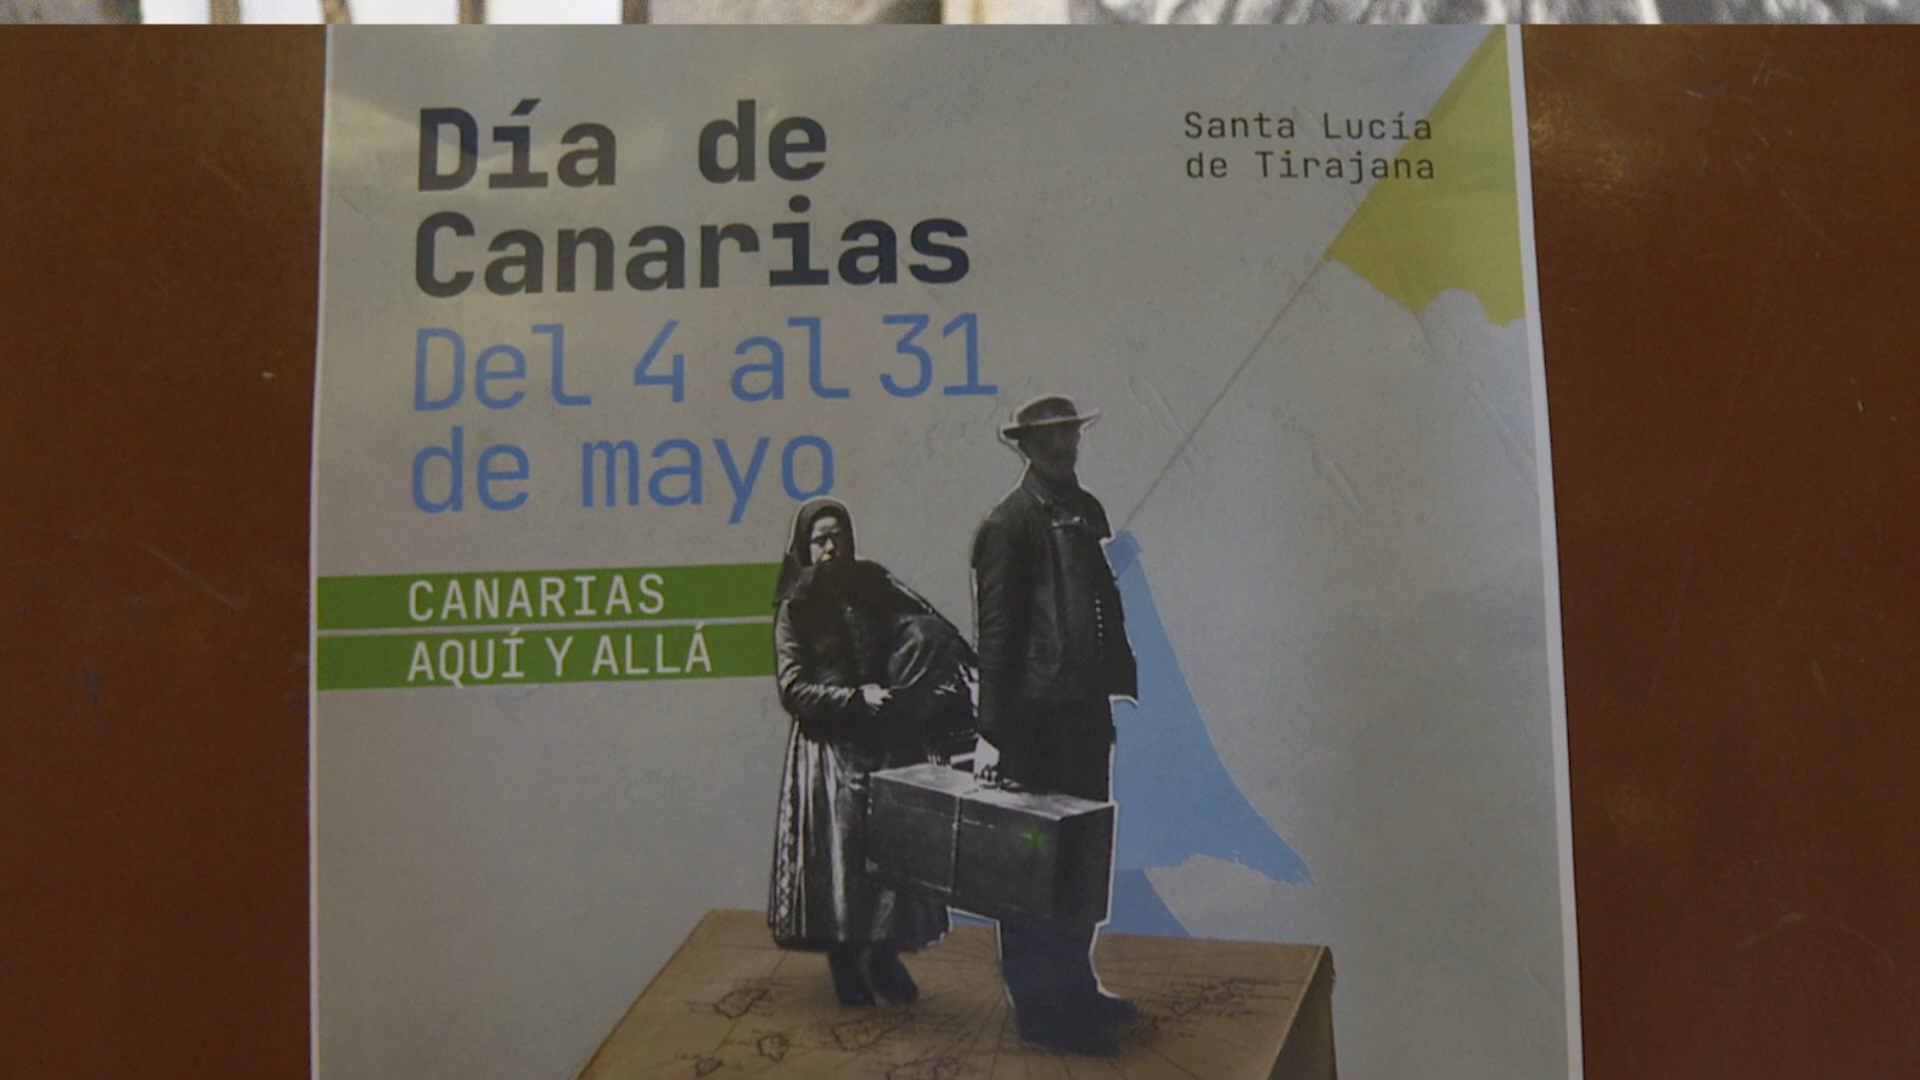 Día de
Canarias
Del 4 al 31
de mayo
CANARIAS
AQUÍ Y ALLÁ
Santa Lucía
de Tirajana